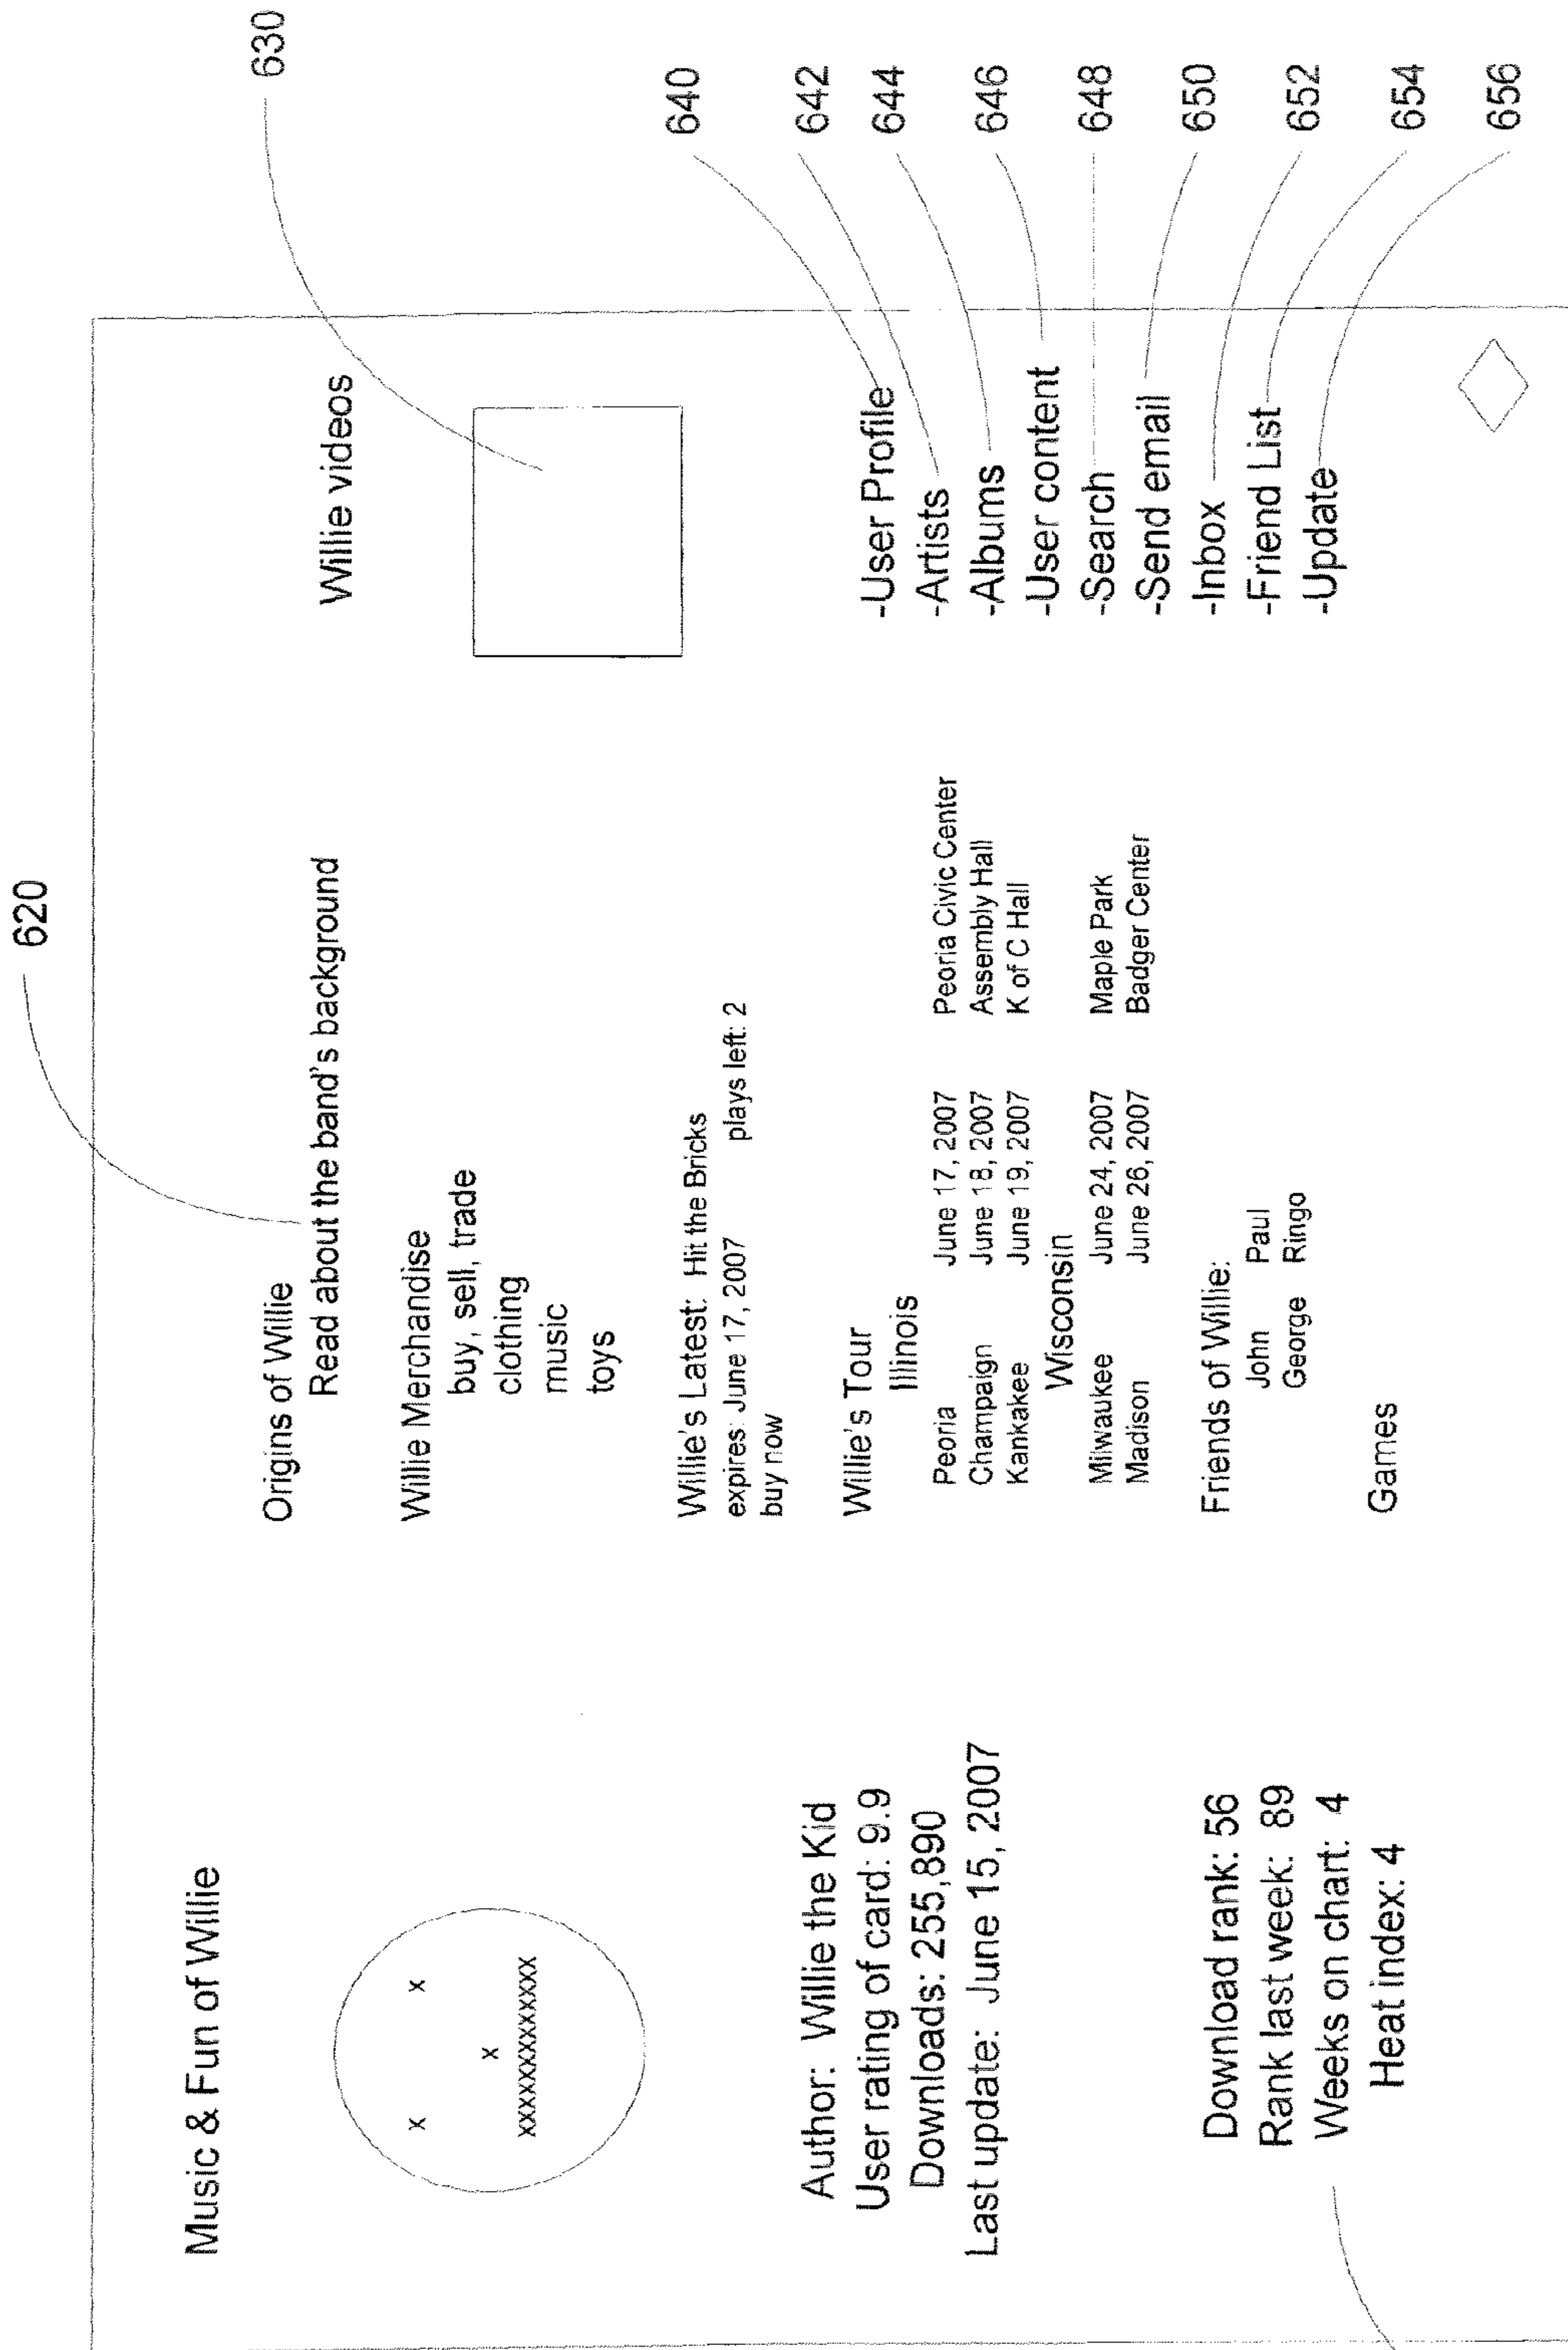 620
630
Music & Fun of Willie
x x
x
xxxxxxxxxxxxxx
Author: Willie the Kid
User rating of card: 9.9
Downloads: 255,890
Last update: June 15, 2007
Download rank: 56
Rank last week: 89
Weeks on chart: 4
Heat index: 4
Origins of Willie
Read about the band's background
Willie Merchandise
buy, sell, trade
clothing
music
toys
Willie's Latest: Hit the Bricks
expires: June 17, 2007 plays left: 2
buy now
Willie's Tour
Illinois
Peoria June 17, 2007 Peoria Civic Center
Champaign June 18, 2007 Assembly Hall
Kankakee June 19, 2007 K of C Hall
Wisconsin
Milwaukee June 24, 2007 Maple Park
Madison June 26, 2007 Badger Center
Friends of Willie:
John Paul
George Ringo
Games
Willie videos
-User Profile 640
-Artists 642
-Albums 644
-User content 646
-Search 648
-Send email 650
-Inbox 652
-Friend List 654
-Update 656